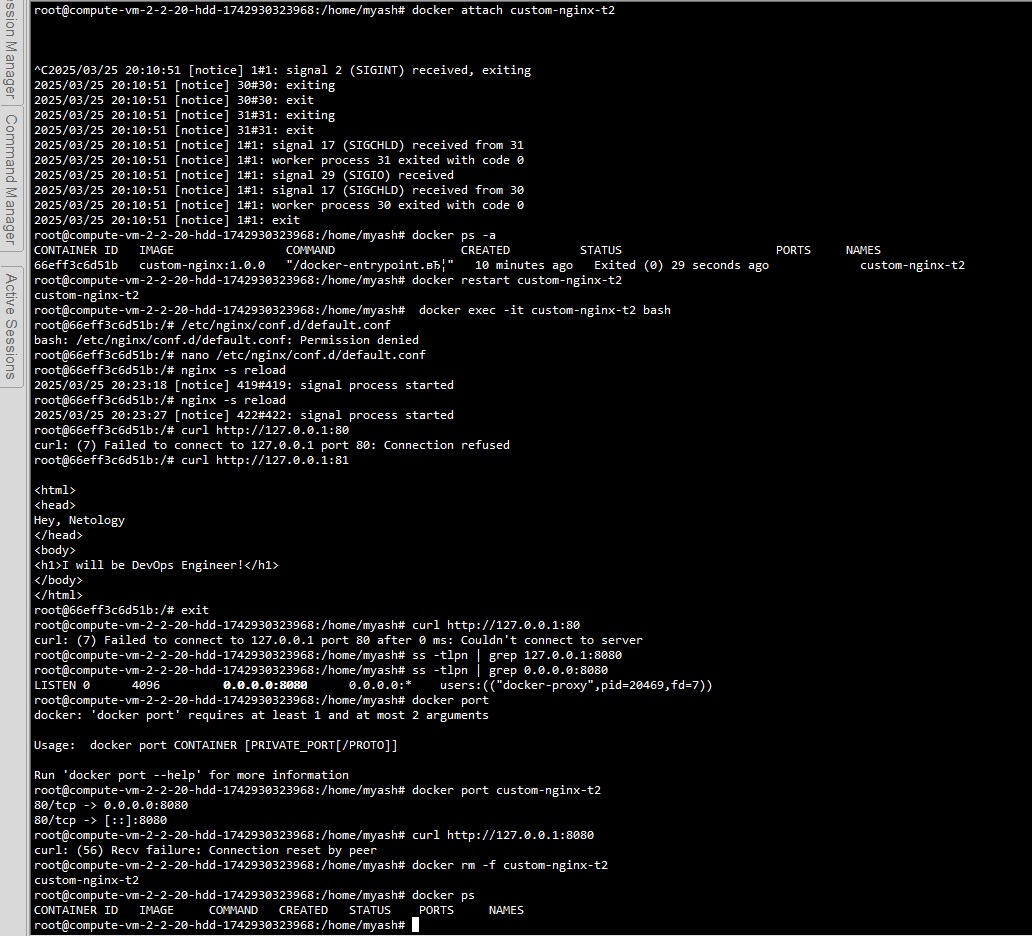 ssion Manager
Command Manager
Active Sessions
root@compute-vm-2-2-20-hdd-1742930323968:/home/myash# docker attach custom-nginx-t2
^C2025/03/25 20:10:51 [notice] 1#1: signal 2 (SIGINT) received, exiting
2025/03/25 20:10:51 [notice] 30#30: exiting
2025/03/25 20:10:51 [notice] 30#30: exit
2025/03/25 20:10:51 [notice] 31#31: exiting
2025/03/25 20:10:51 [notice] 31#31: exit
2025/03/25 20:10:51 [notice] 1#1: signal 17 (SIGCHLD) received from 31
2025/03/25 20:10:51 [notice] 1#1: worker process 31 exited with code 0
2025/03/25 20:10:51 [notice] 1#1: signal 29 (SIGIO) received
2025/03/25 20:10:51 [notice] 1#1: signal 17 (SIGCHLD) received from 30
2025/03/25 20:10:51 [notice] 1#1: worker process 30 exited with code 0
2025/03/25 20:10:51 [notice] 1#1: exit
root@compute-vm-2-2-20-hdd-1742930323968:/home/myash# docker ps -a
CONTAINER ID   IMAGE                COMMAND                  CREATED          STATUS                      PORTS     NAMES
66eff3c6d51b   custom-nginx:1.0.0   "/docker-entrypoint.вЂ¦"   10 minutes ago   Exited (0) 29 seconds ago             custom-nginx-t2
root@compute-vm-2-2-20-hdd-1742930323968:/home/myash# docker restart custom-nginx-t2
custom-nginx-t2
root@compute-vm-2-2-20-hdd-1742930323968:/home/myash#  docker exec -it custom-nginx-t2 bash
root@66eff3c6d51b:/# /etc/nginx/conf.d/default.conf
bash: /etc/nginx/conf.d/default.conf: Permission denied
root@66eff3c6d51b:/# nano /etc/nginx/conf.d/default.conf
root@66eff3c6d51b:/# nginx -s reload
2025/03/25 20:23:18 [notice] 419#419: signal process started
root@66eff3c6d51b:/# nginx -s reload
2025/03/25 20:23:27 [notice] 422#422: signal process started
root@66eff3c6d51b:/# curl http://127.0.0.1:80
curl: (7) Failed to connect to 127.0.0.1 port 80: Connection refused
root@66eff3c6d51b:/# curl http://127.0.0.1:81
<html>
<head>
Hey, Netology
</head>
<body>
<h1>I will be DevOps Engineer!</h1>
</body>
</html>
root@66eff3c6d51b:/# exit
root@compute-vm-2-2-20-hdd-1742930323968:/home/myash# curl http://127.0.0.1:80
curl: (7) Failed to connect to 127.0.0.1 port 80 after 0 ms: Couldn't connect to server
root@compute-vm-2-2-20-hdd-1742930323968:/home/myash# ss -tlpn | grep 127.0.0.1:8080
root@compute-vm-2-2-20-hdd-1742930323968:/home/myash# ss -tlpn | grep 0.0.0.0:8080
LISTEN 0      4096         0.0.0.0:8080      0.0.0.0:*    users:(("docker-proxy",pid=20469,fd=7))
root@compute-vm-2-2-20-hdd-1742930323968:/home/myash# docker port
docker: 'docker port' requires at least 1 and at most 2 arguments
Usage:  docker port CONTAINER [PRIVATE_PORT[/PROTO]]
Run 'docker port --help' for more information
root@compute-vm-2-2-20-hdd-1742930323968:/home/myash# docker port custom-nginx-t2
80/tcp -> 0.0.0.0:8080
80/tcp -> [::]:8080
root@compute-vm-2-2-20-hdd-1742930323968:/home/myash# curl http://127.0.0.1:8080
curl: (56) Recv failure: Connection reset by peer
root@compute-vm-2-2-20-hdd-1742930323968:/home/myash# docker rm -f custom-nginx-t2
custom-nginx-t2
root@compute-vm-2-2-20-hdd-1742930323968:/home/myash# docker ps
CONTAINER ID   IMAGE     COMMAND   CREATED   STATUS    PORTS     NAMES
root@compute-vm-2-2-20-hdd-1742930323968:/home/myash#